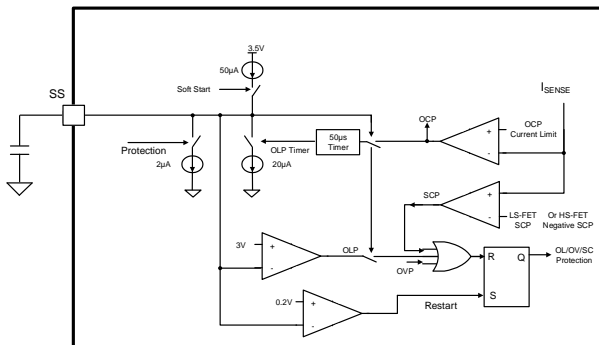 3.5V
50µA
Soft Start
SS
I_SENSE
OCP
OCP
Current Limit
+
-
50µs
Timer
OLP Timer
Protection
2µA
20µA
SCP
+
-
LS-FET
SCP
Or HS-FET
Negative SCP
3V
+
-
OLP
OVP
R
Q
S
OL/OV/SC
Protection
0.2V
+
-
Restart